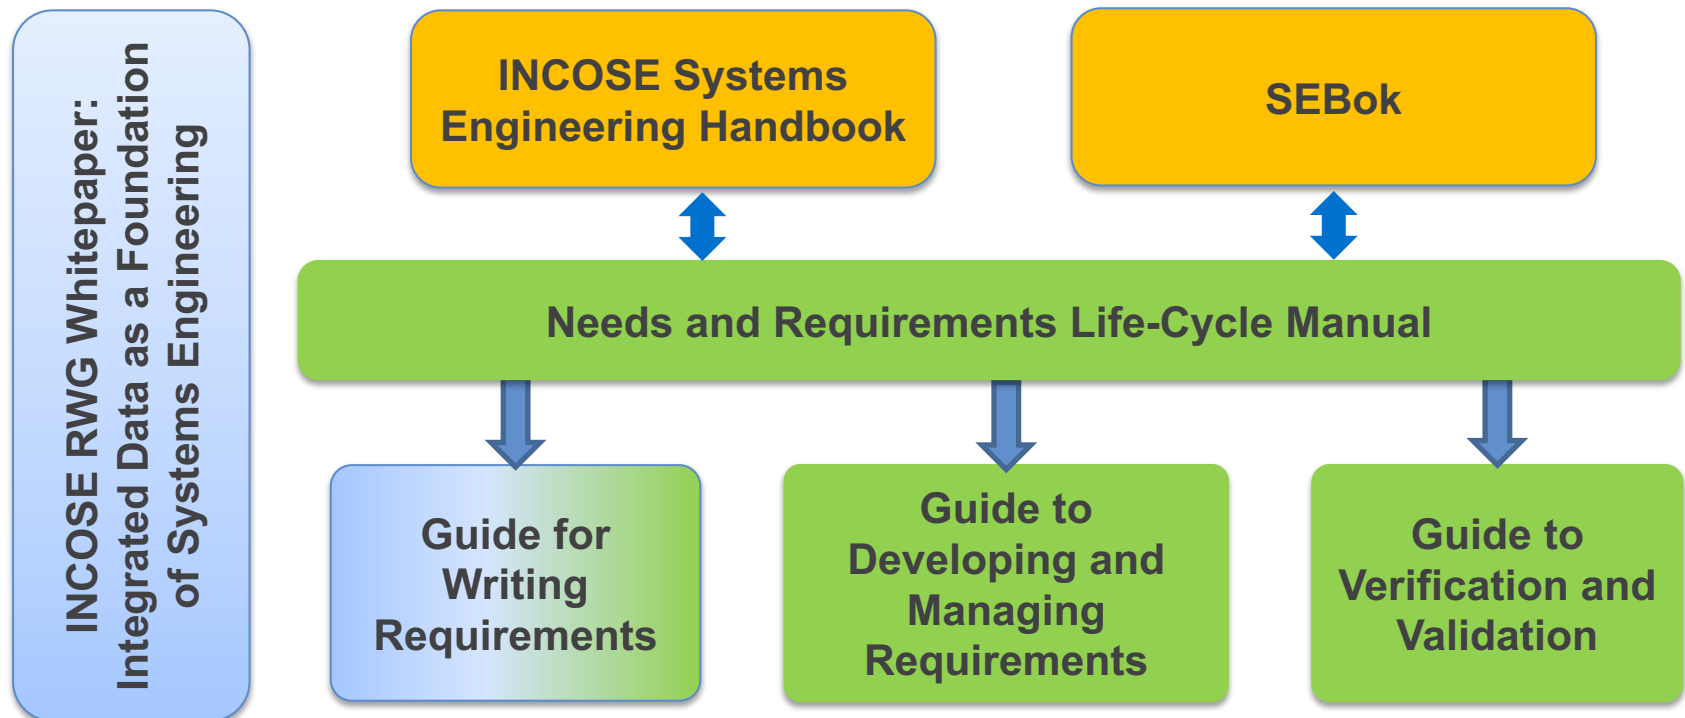 INCOSE RWG Whitepaper:
Integrated Data as a Foundation
of Systems Engineering
INCOSE Systems
Engineering Handbook
SEBok
Needs and Requirements Life-Cycle Manual
Guide for
Writing
Requirements
Guide to
Developing and
Managing
Requirements
Guide to
Verification and
Validation